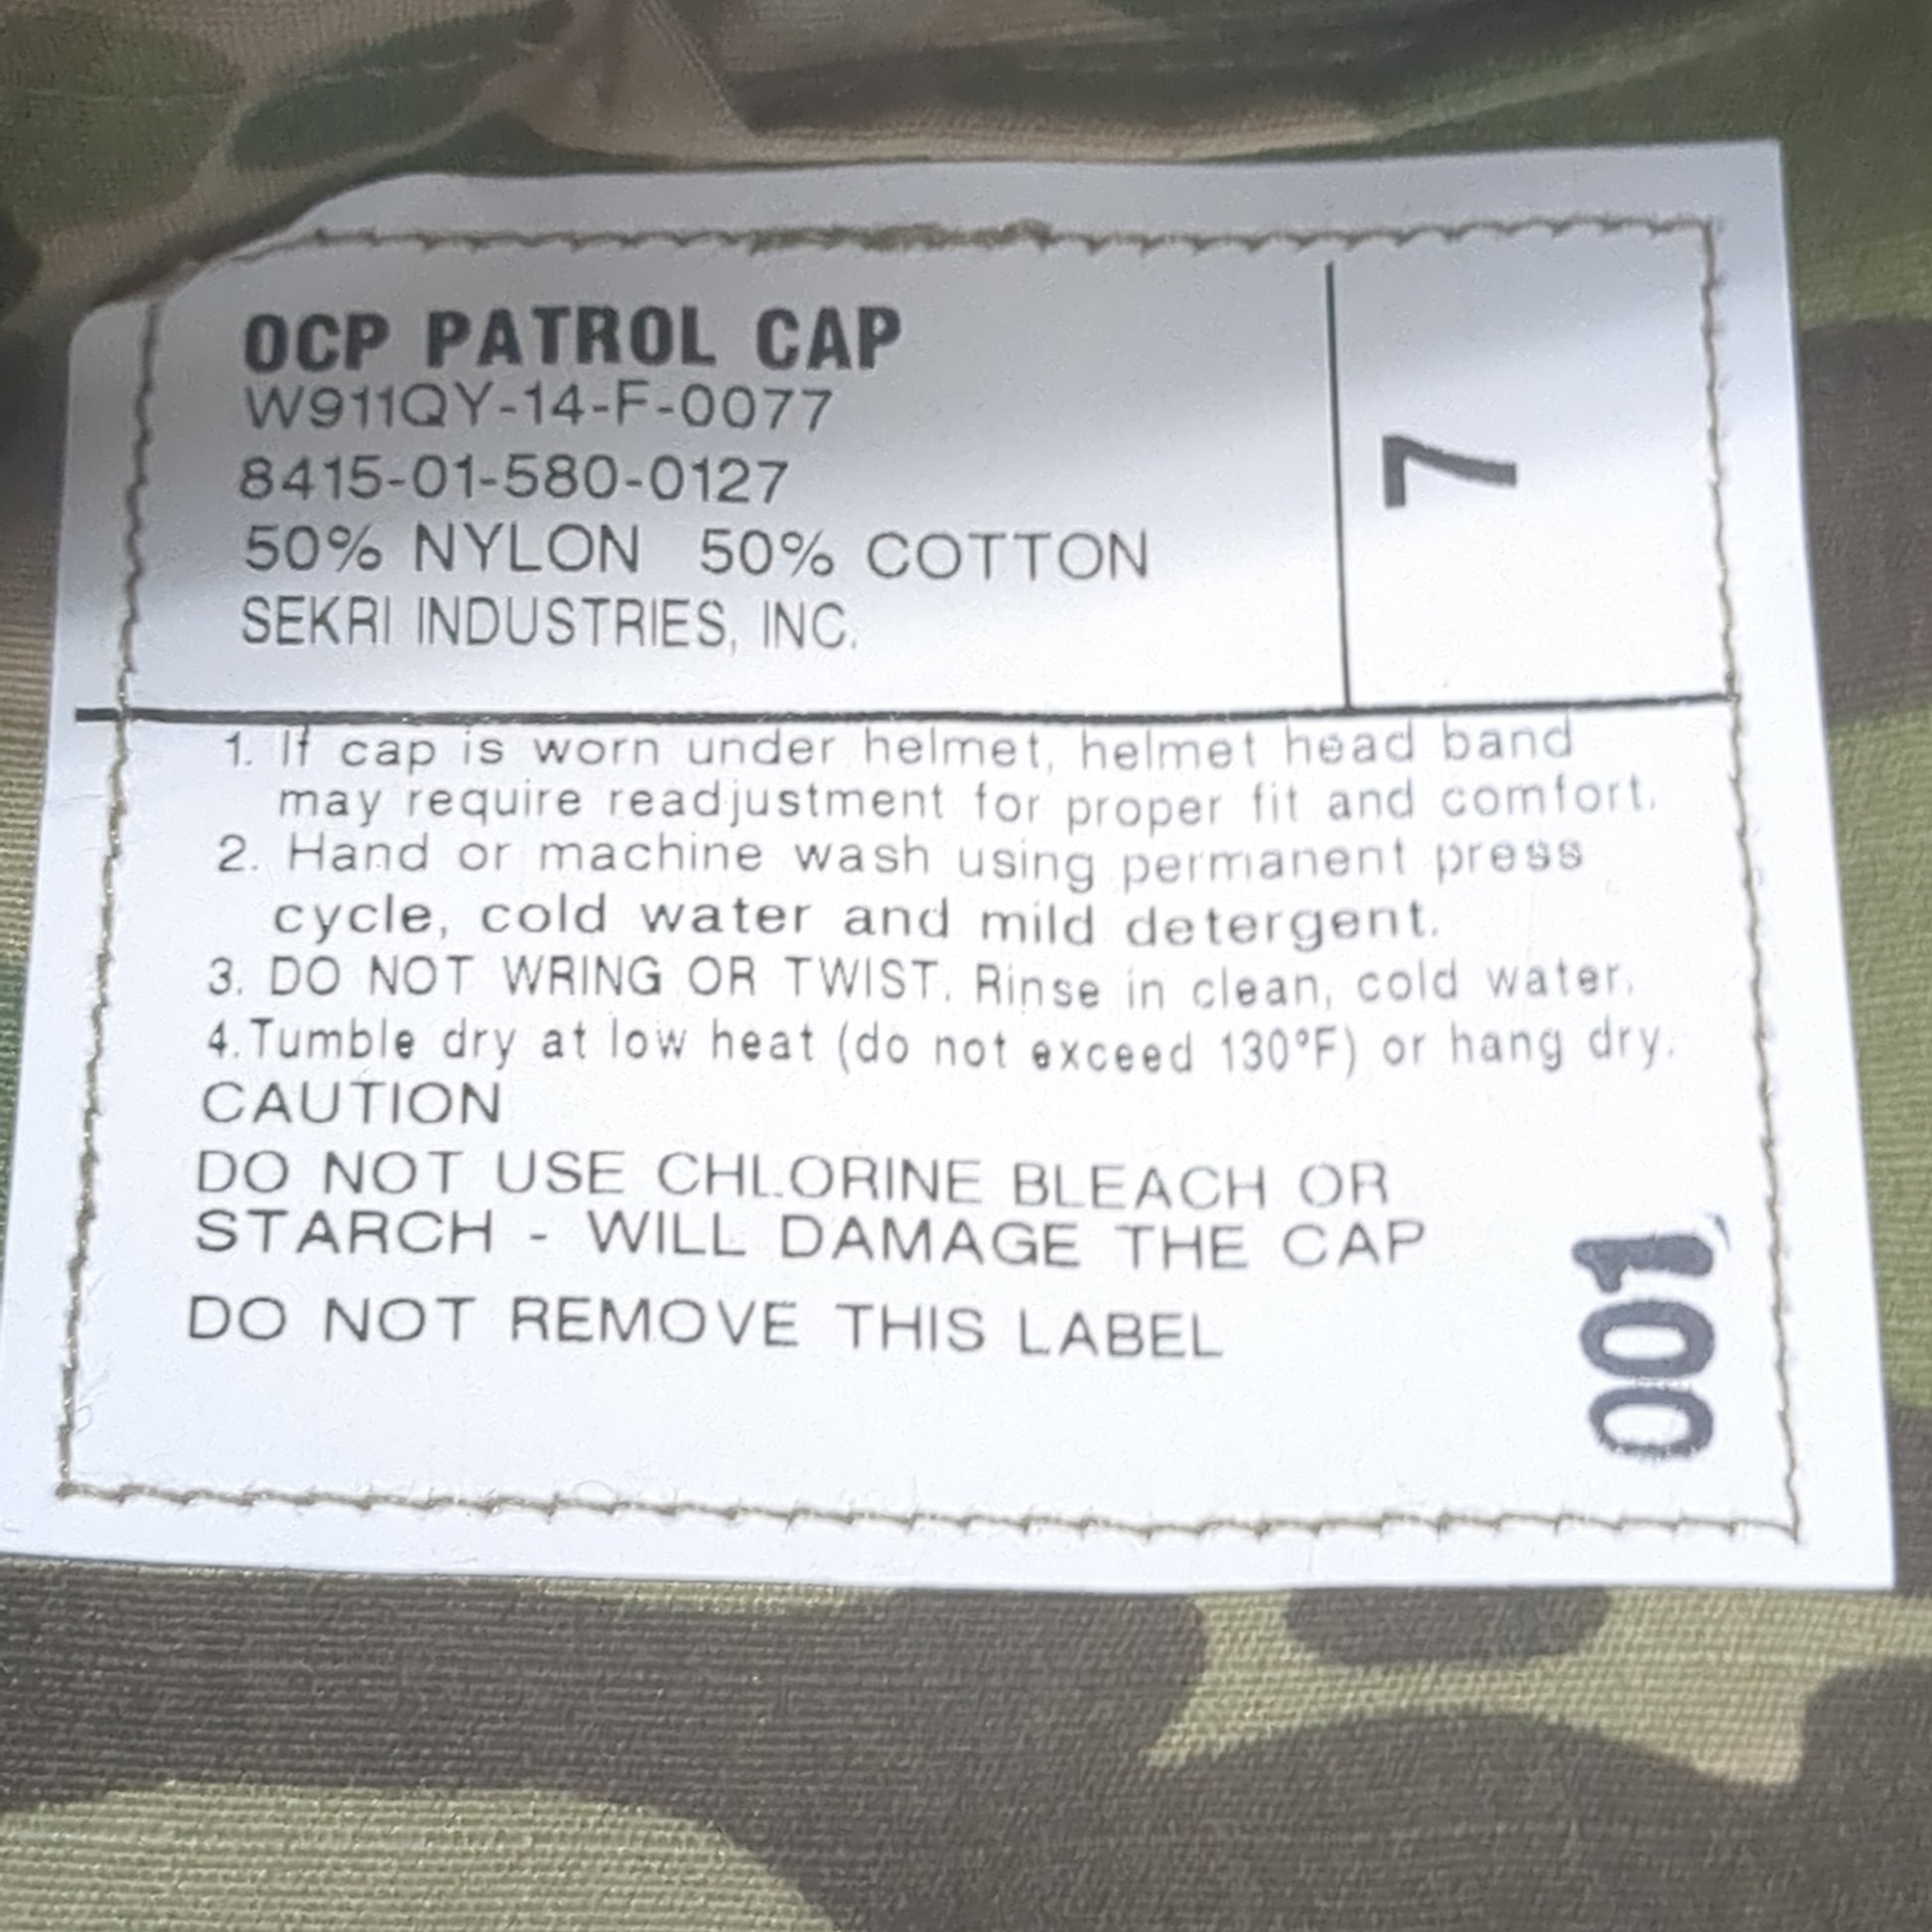 OCP PATROL CAP
W911QY-14-F-0077
8415-01-580-0127
50% NYLON 50% COTTON
SEKRI INDUSTRIES, INC.
7
1. If cap is worn under helmet, helmet head band
may require readjustment for proper fit and comfort.
2. Hand or machine wash using permanent press
cycle, cold water and mild detergent.
3. DO NOT WRING OR TWIST. Rinse in clean, cold water.
4. Tumble dry at low heat (do not exceed 130°F) or hang dry.
CAUTION
DO NOT USE CHLORINE BLEACH OR
STARCH - WILL DAMAGE THE CAP
DO NOT REMOVE THIS LABEL
001